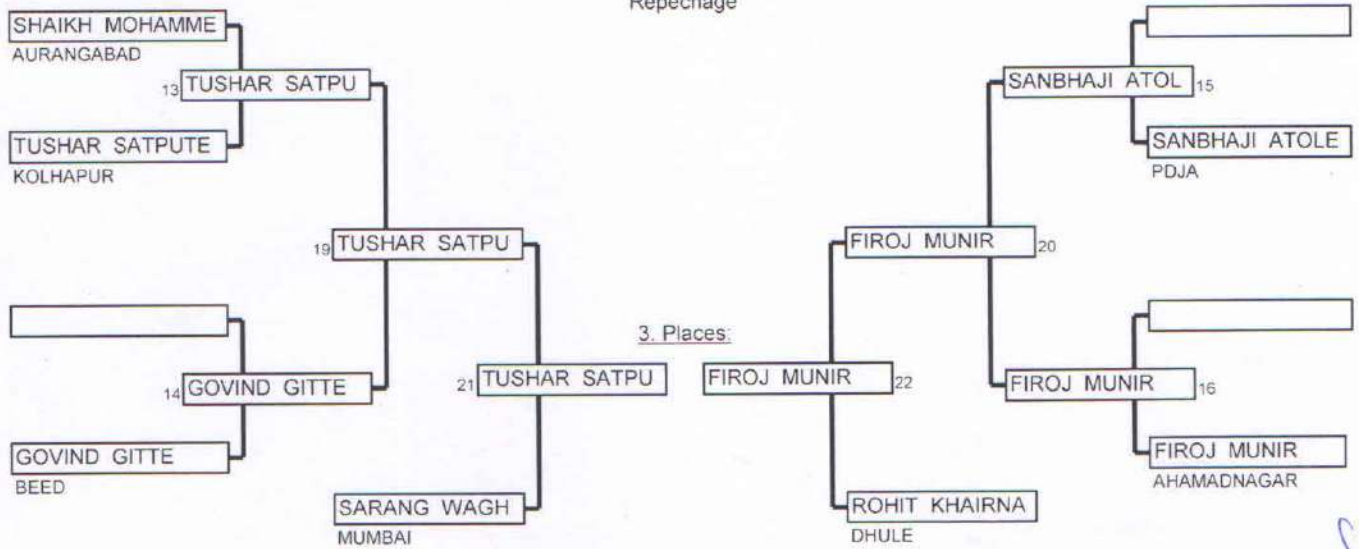 Repechage
SHAIKH MOHAMME
AURANGABAD
13 TUSHAR SATPU
TUSHAR SATPUTE
KOLHAPUR
19 TUSHAR SATPU
14 GOVIND GITTE
GOVIND GITTE
BEED
21 TUSHAR SATPU
SARANG WAGH
MUMBAI
3. Places:
SANBHAJI ATOL 15
SANBHAJI ATOLE
PDJA
FIROJ MUNIR 20
FIROJ MUNIR 22
FIROJ MUNIR 16
FIROJ MUNIR
AHAMADNAGAR
ROHIT KHAIRNA
DHULE